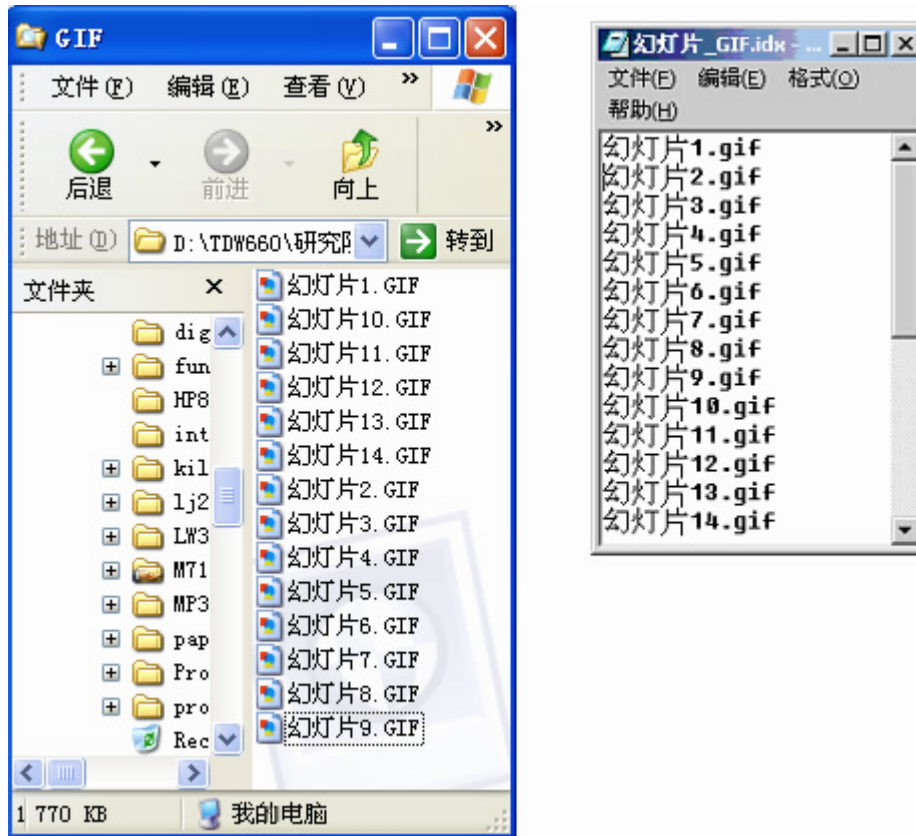 GIF
文件(F) 编辑(E) 查看(V) »
»
后退 前进 向上
地址(D) D:\TDW660\研究院 转到
文件夹 ×
dig
fun
HP8
int
kil
lj2
LW3
M71
MP3
pap
Pro
pro
Rec
幻灯片1.GIF
幻灯片10.GIF
幻灯片11.GIF
幻灯片12.GIF
幻灯片13.GIF
幻灯片14.GIF
幻灯片2.GIF
幻灯片3.GIF
幻灯片4.GIF
幻灯片5.GIF
幻灯片6.GIF
幻灯片7.GIF
幻灯片8.GIF
幻灯片9.GIF
1 770 KB 我的电脑
幻灯片_GIF.idx - ...
文件(F) 编辑(E) 格式(O)
帮助(H)
幻灯片1.gif
幻灯片2.gif
幻灯片3.gif
幻灯片4.gif
幻灯片5.gif
幻灯片6.gif
幻灯片7.gif
幻灯片8.gif
幻灯片9.gif
幻灯片10.gif
幻灯片11.gif
幻灯片12.gif
幻灯片13.gif
幻灯片14.gif